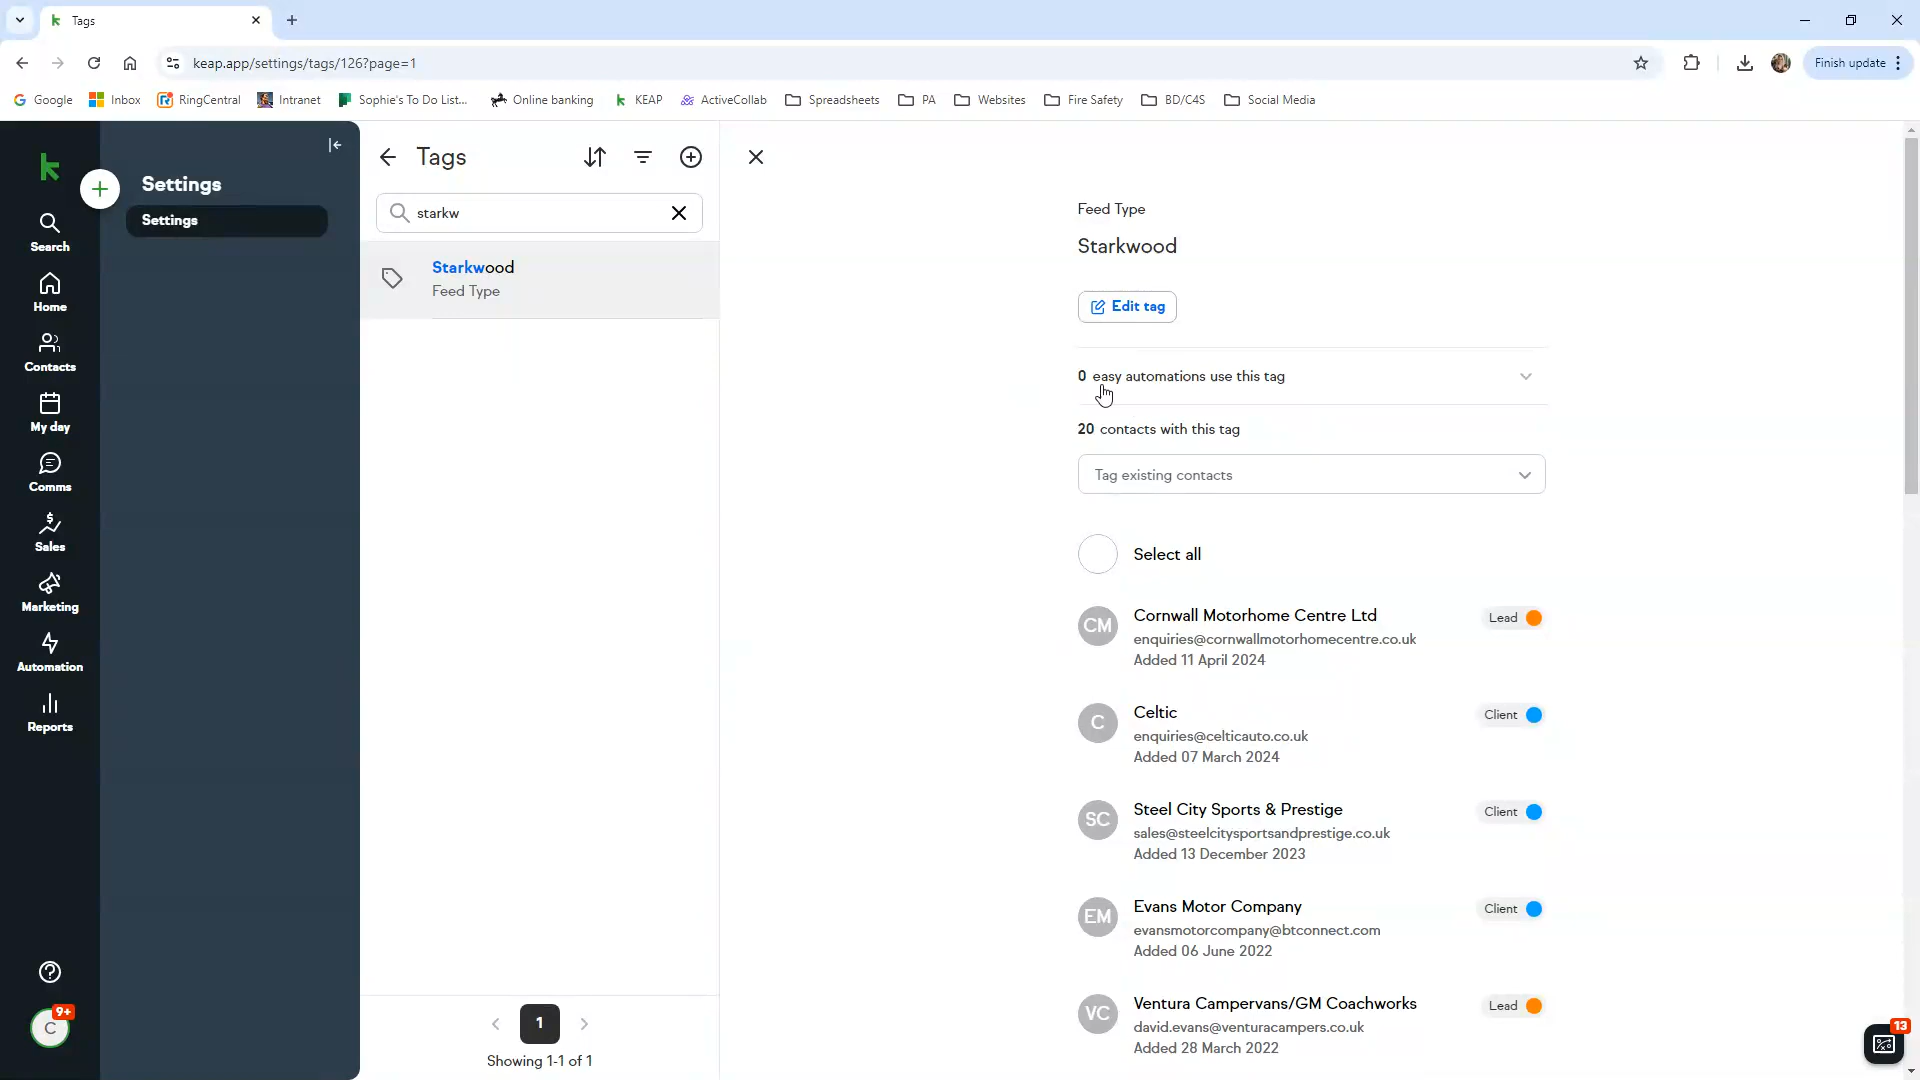 Tags
keap.app/settings/tags/126?page=1
Finish update
Google
Inbox
RingCentral
Intranet
Sophie's To Do List...
Online banking
KEAP
ActiveCollab
Spreadsheets
PA
Websites
Fire Safety
BD/C4S
Social Media
Search
Home
Contacts
My day
Comms
Sales
Marketing
Automation
Reports
9+
C
Settings
Settings
Tags
starkw
Starkwood
Feed Type
1
Showing 1-1 of 1
Feed Type
Starkwood
Edit tag
0 easy automations use this tag
20 contacts with this tag
Tag existing contacts
Select all
CM
Cornwall Motorhome Centre Ltd
Lead
enquiries@cornwallmotorhomecentre.co.uk
Added 11 April 2024
C
Celtic
Client
enquiries@celticauto.co.uk
Added 07 March 2024
SC
Steel City Sports & Prestige
Client
sales@steelcitysportsandprestige.co.uk
Added 13 December 2023
EM
Evans Motor Company
Client
evansmotorcompany@btconnect.com
Added 06 June 2022
VC
Ventura Campervans/GM Coachworks
Lead
david.evans@venturacampers.co.uk
Added 28 March 2022
13